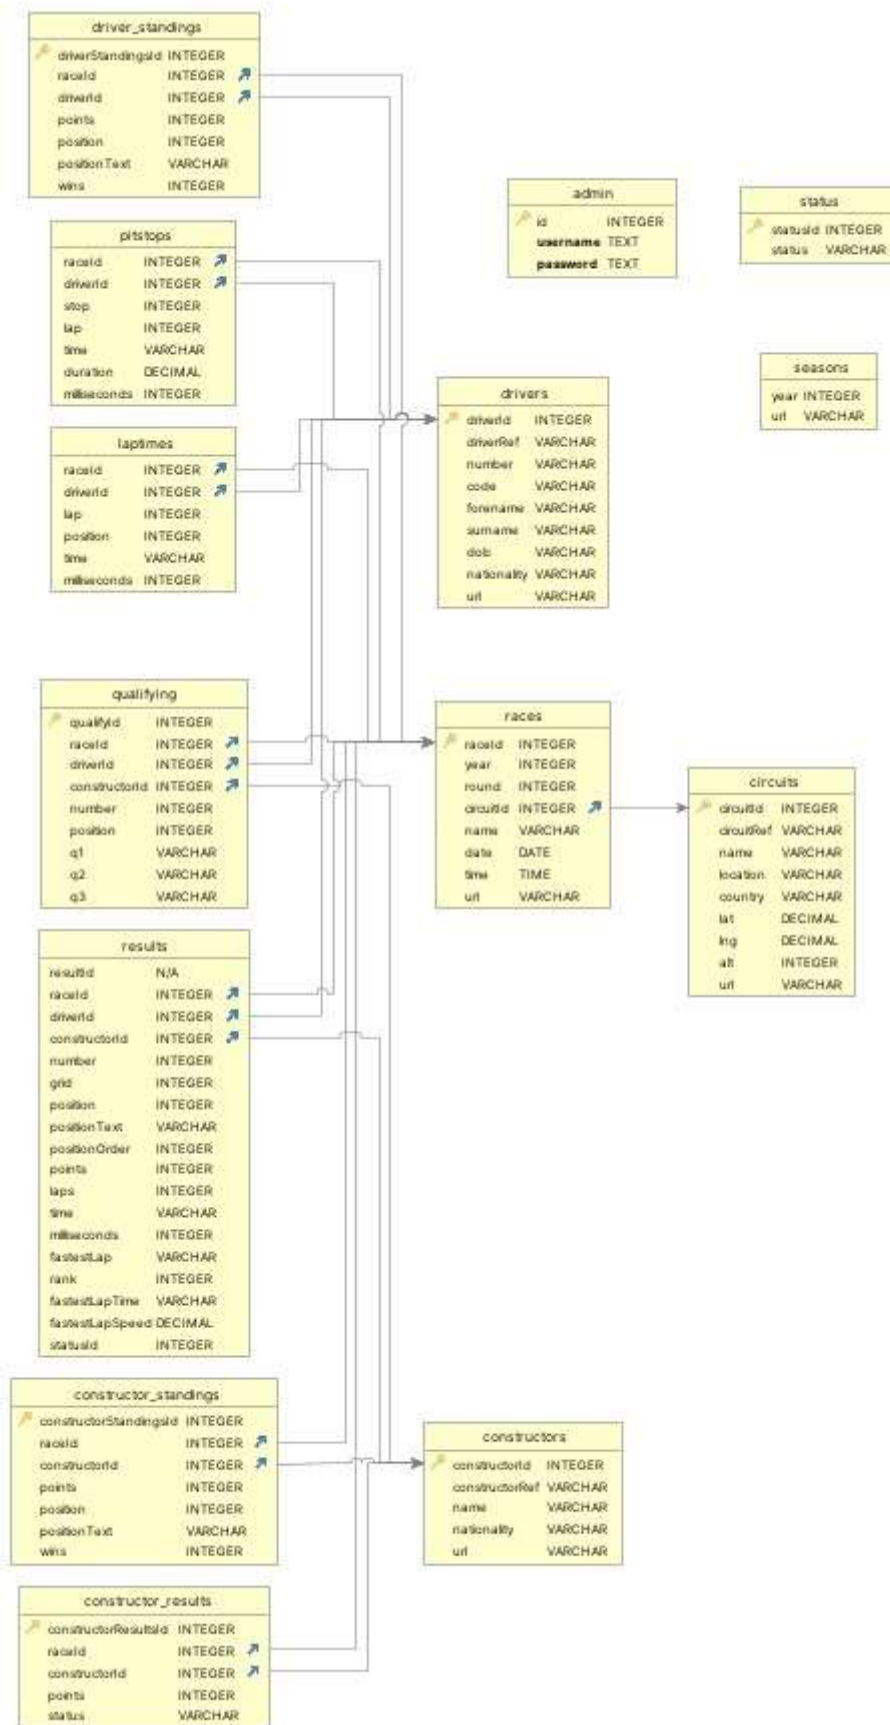 driver_standings
driverStandingsId INTEGER
raceId INTEGER
driverId INTEGER
points INTEGER
position INTEGER
positionText VARCHAR
wins INTEGER
pitstops
raceId INTEGER
driverId INTEGER
stop INTEGER
lap INTEGER
time VARCHAR
duration DECIMAL
milliseconds INTEGER
laptimes
raceId INTEGER
driverId INTEGER
lap INTEGER
position INTEGER
time VARCHAR
milliseconds INTEGER
admin
id INTEGER
username TEXT
password TEXT
status
statusId INTEGER
status VARCHAR
seasons
year INTEGER
url VARCHAR
drivers
driverId INTEGER
driverRef VARCHAR
number VARCHAR
code VARCHAR
forename VARCHAR
surname VARCHAR
dob VARCHAR
nationality VARCHAR
url VARCHAR
qualifying
qualifyId INTEGER
raceId INTEGER
driverId INTEGER
constructorId INTEGER
number INTEGER
position INTEGER
q1 VARCHAR
q2 VARCHAR
q3 VARCHAR
races
raceId INTEGER
year INTEGER
round INTEGER
circuitId INTEGER
name VARCHAR
date DATE
time TIME
url VARCHAR
circuits
circuitId INTEGER
circuitRef VARCHAR
name VARCHAR
location VARCHAR
country VARCHAR
lat DECIMAL
lng DECIMAL
alt INTEGER
url VARCHAR
results
resultId N/A
raceId INTEGER
driverId INTEGER
constructorId INTEGER
number INTEGER
grid INTEGER
position INTEGER
positionText VARCHAR
positionOrder INTEGER
points INTEGER
laps INTEGER
time VARCHAR
milliseconds INTEGER
fastestLap VARCHAR
rank INTEGER
fastestLapTime VARCHAR
fastestLapSpeed DECIMAL
statusId INTEGER
constructor_standings
constructorStandingsId INTEGER
raceId INTEGER
constructorId INTEGER
points INTEGER
position INTEGER
positionText VARCHAR
wins INTEGER
constructors
constructorId INTEGER
constructorRef VARCHAR
name VARCHAR
nationality VARCHAR
url VARCHAR
constructor_results
constructorResultsId INTEGER
raceId INTEGER
constructorId INTEGER
points INTEGER
status VARCHAR